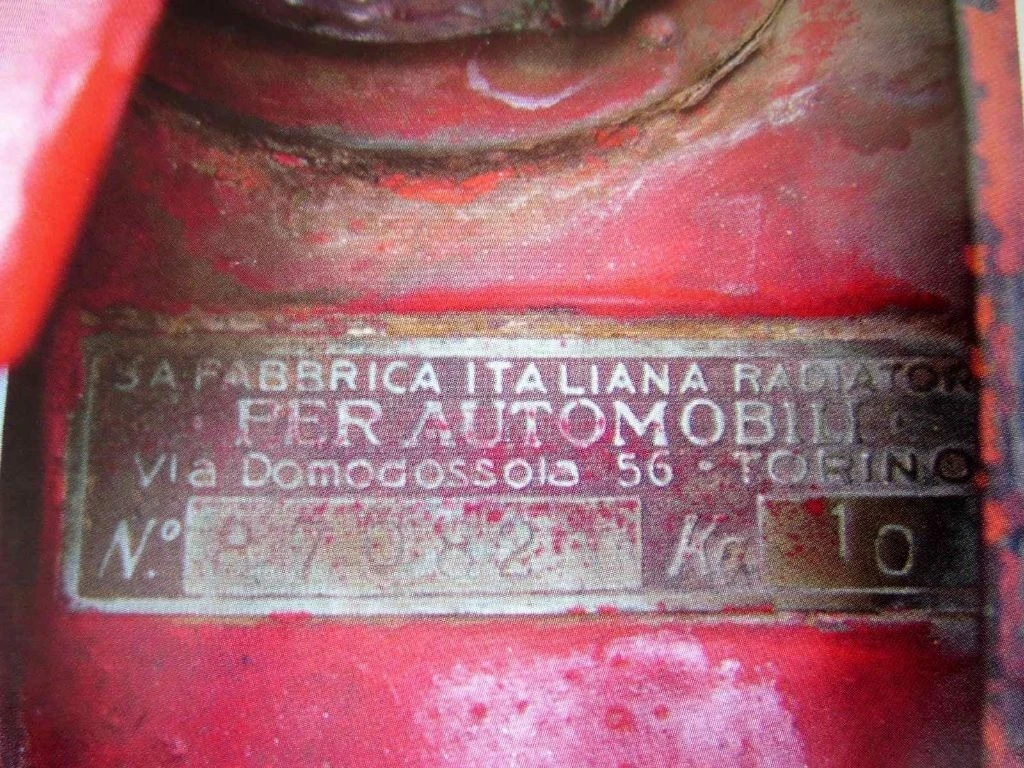 SA FABBRICA ITALIANA RADIATOR
PER AUTOMOBILI
Via Domodossola 56 • TORINO
N.° Kg 10